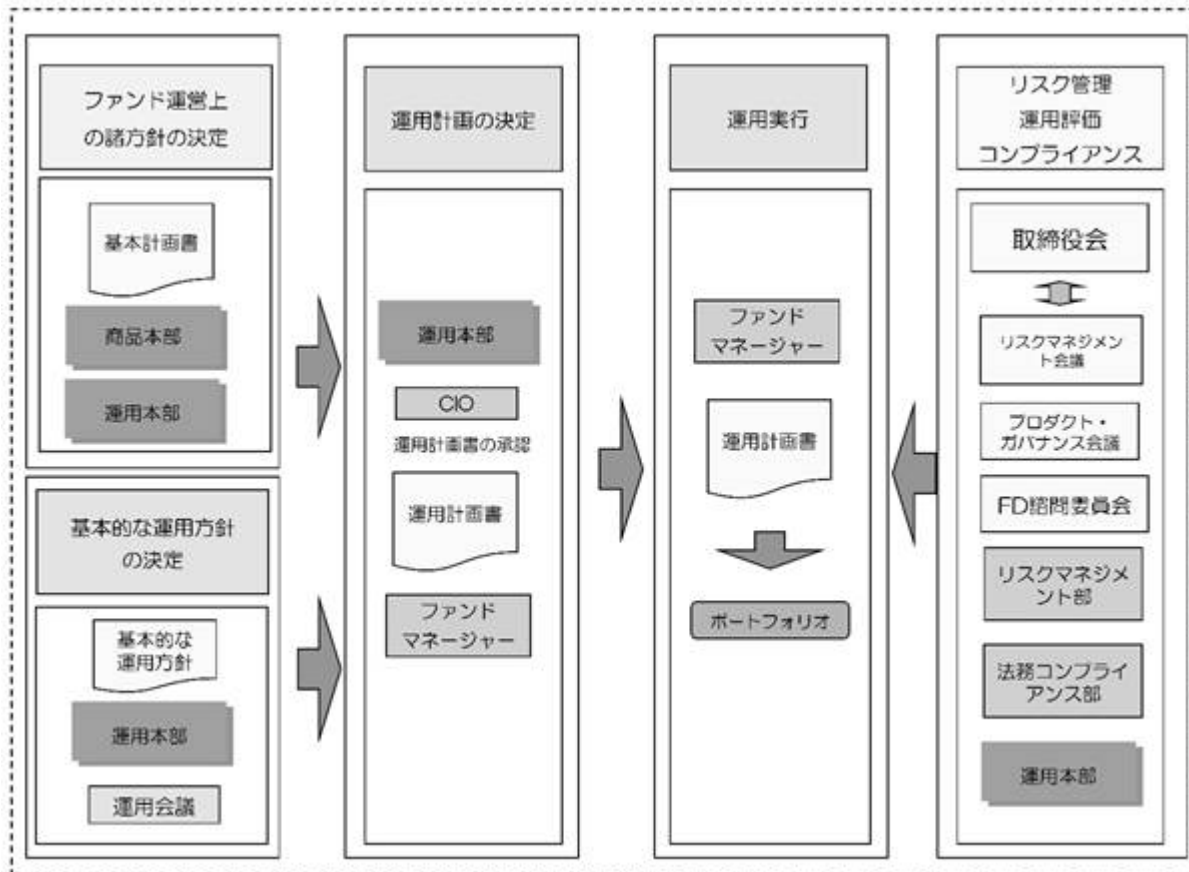 ファンド運営上
の諸方針の決定
基本計画書
商品本部
運用本部
基本的な運用方針
の決定
基本的な
運用方針
運用本部
運用会議
運用計画の決定
運用本部
CIO
運用計画書の承認
運用計画書
ファンド
マネージャー
運用実行
ファンド
マネージャー
運用計画書
ポートフォリオ
リスク管理
運用評価
コンプライアンス
取締役会
リスクマネジメン
ト会議
プロダクト・
ガバナンス会議
FD諮問委員会
リスクマネジメ
ント部
法務コンプライ
アンス部
運用本部